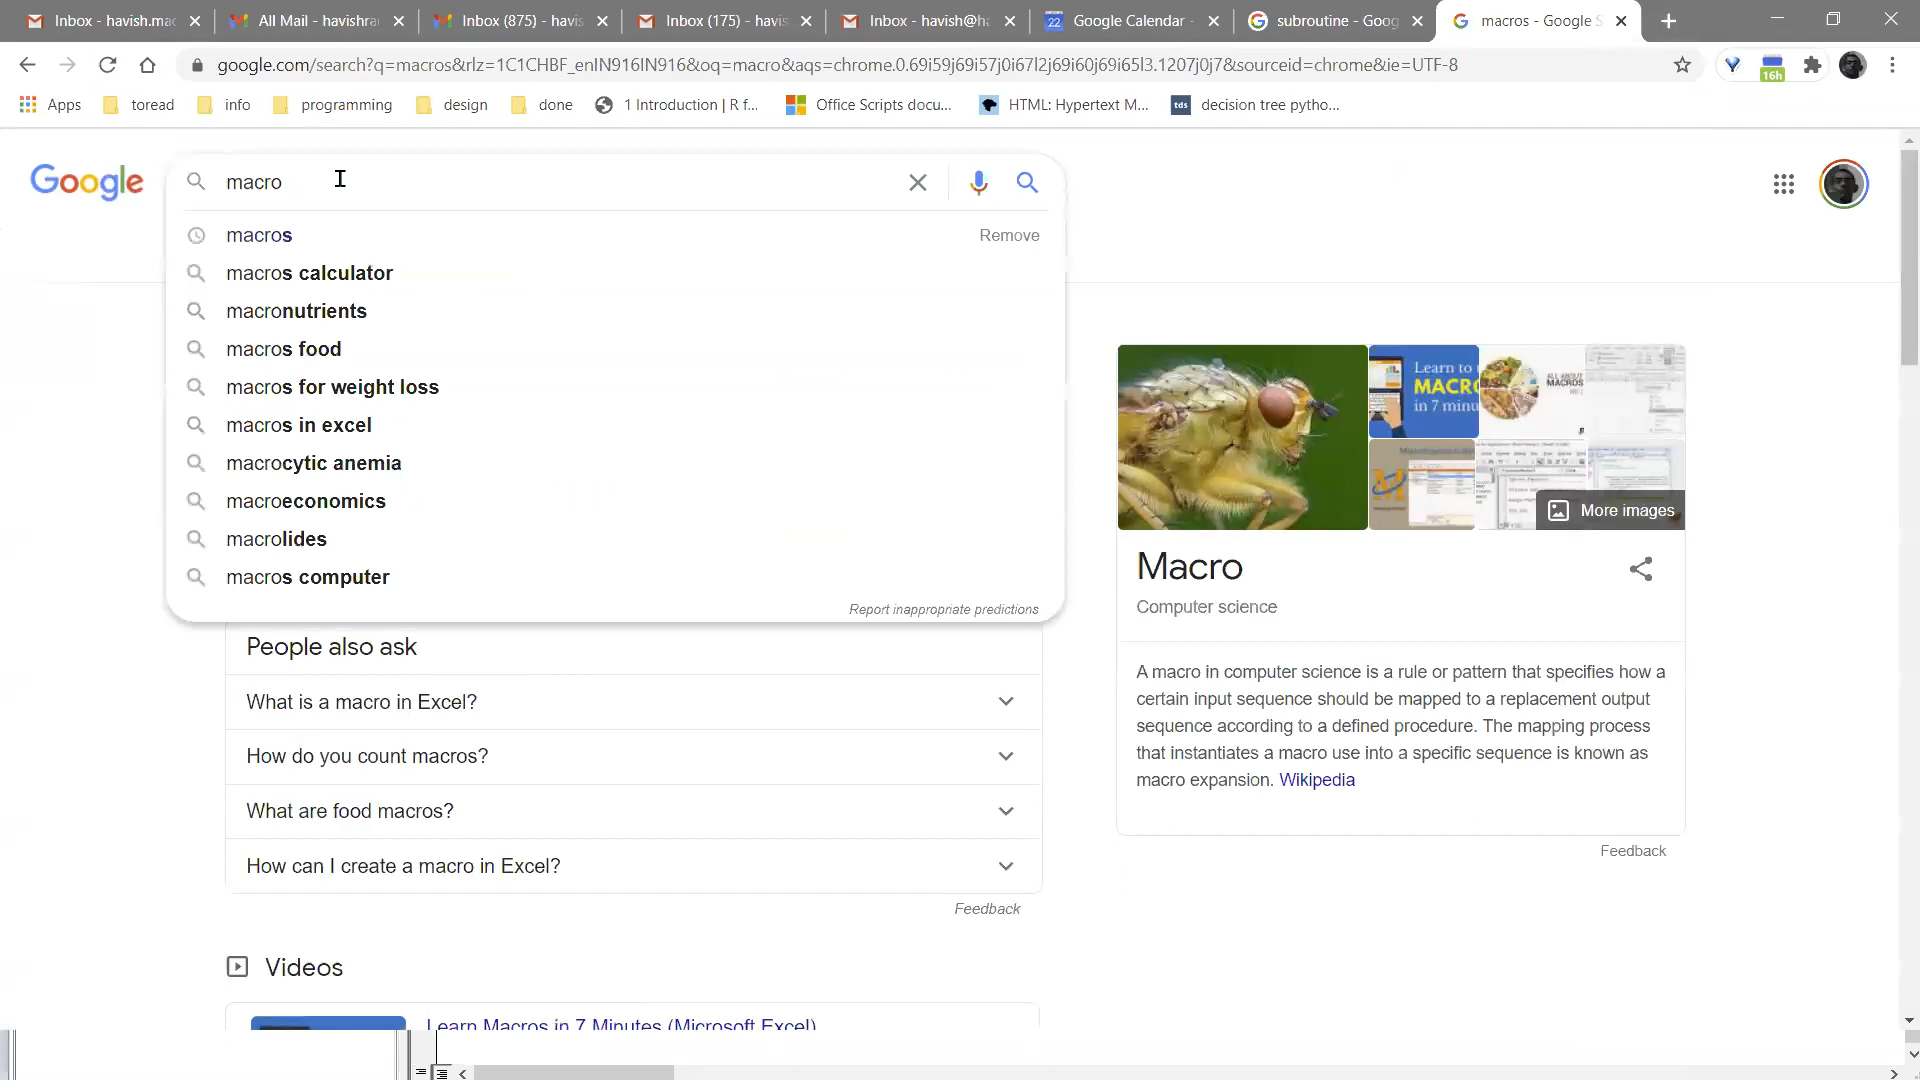 Inbox - havish.mac
All Mail - havishra
Inbox (875) - havis
Inbox (175) - havis
Inbox - havish@ha
22
Google Calendar -
subroutine - Goog
macros - Google S
google.com/search?q=macros&rlz=1C1CHBF_enIN916IN916&oq=macro&aqs=chrome.0.69i59j69i57j0i67l2j69i60j69i65l3.1207j0j7&sourceid=chrome&ie=UTF-8
16h
Apps
toread
info
programming
design
done
1 Introduction | R f...
Office Scripts docu...
HTML: Hypertext M...
tds
decision tree pytho...
Google
macro
macros
Remove
macros calculator
macronutrients
macros food
macros for weight loss
macros in excel
macrocytic anemia
macroeconomics
macrolides
macros computer
Report inappropriate predictions
People also ask
What is a macro in Excel?
How do you count macros?
What are food macros?
How can I create a macro in Excel?
Feedback
Videos
Learn Macros in 7 Minutes (Microsoft Excel)
Learn to
MACRO
in 7 minu
ALL ABOUT
MACROS
More images
Macro
Computer science
A macro in computer science is a rule or pattern that specifies how a
certain input sequence should be mapped to a replacement output
sequence according to a defined procedure. The mapping process
that instantiates a macro use into a specific sequence is known as
macro expansion. Wikipedia
Feedback